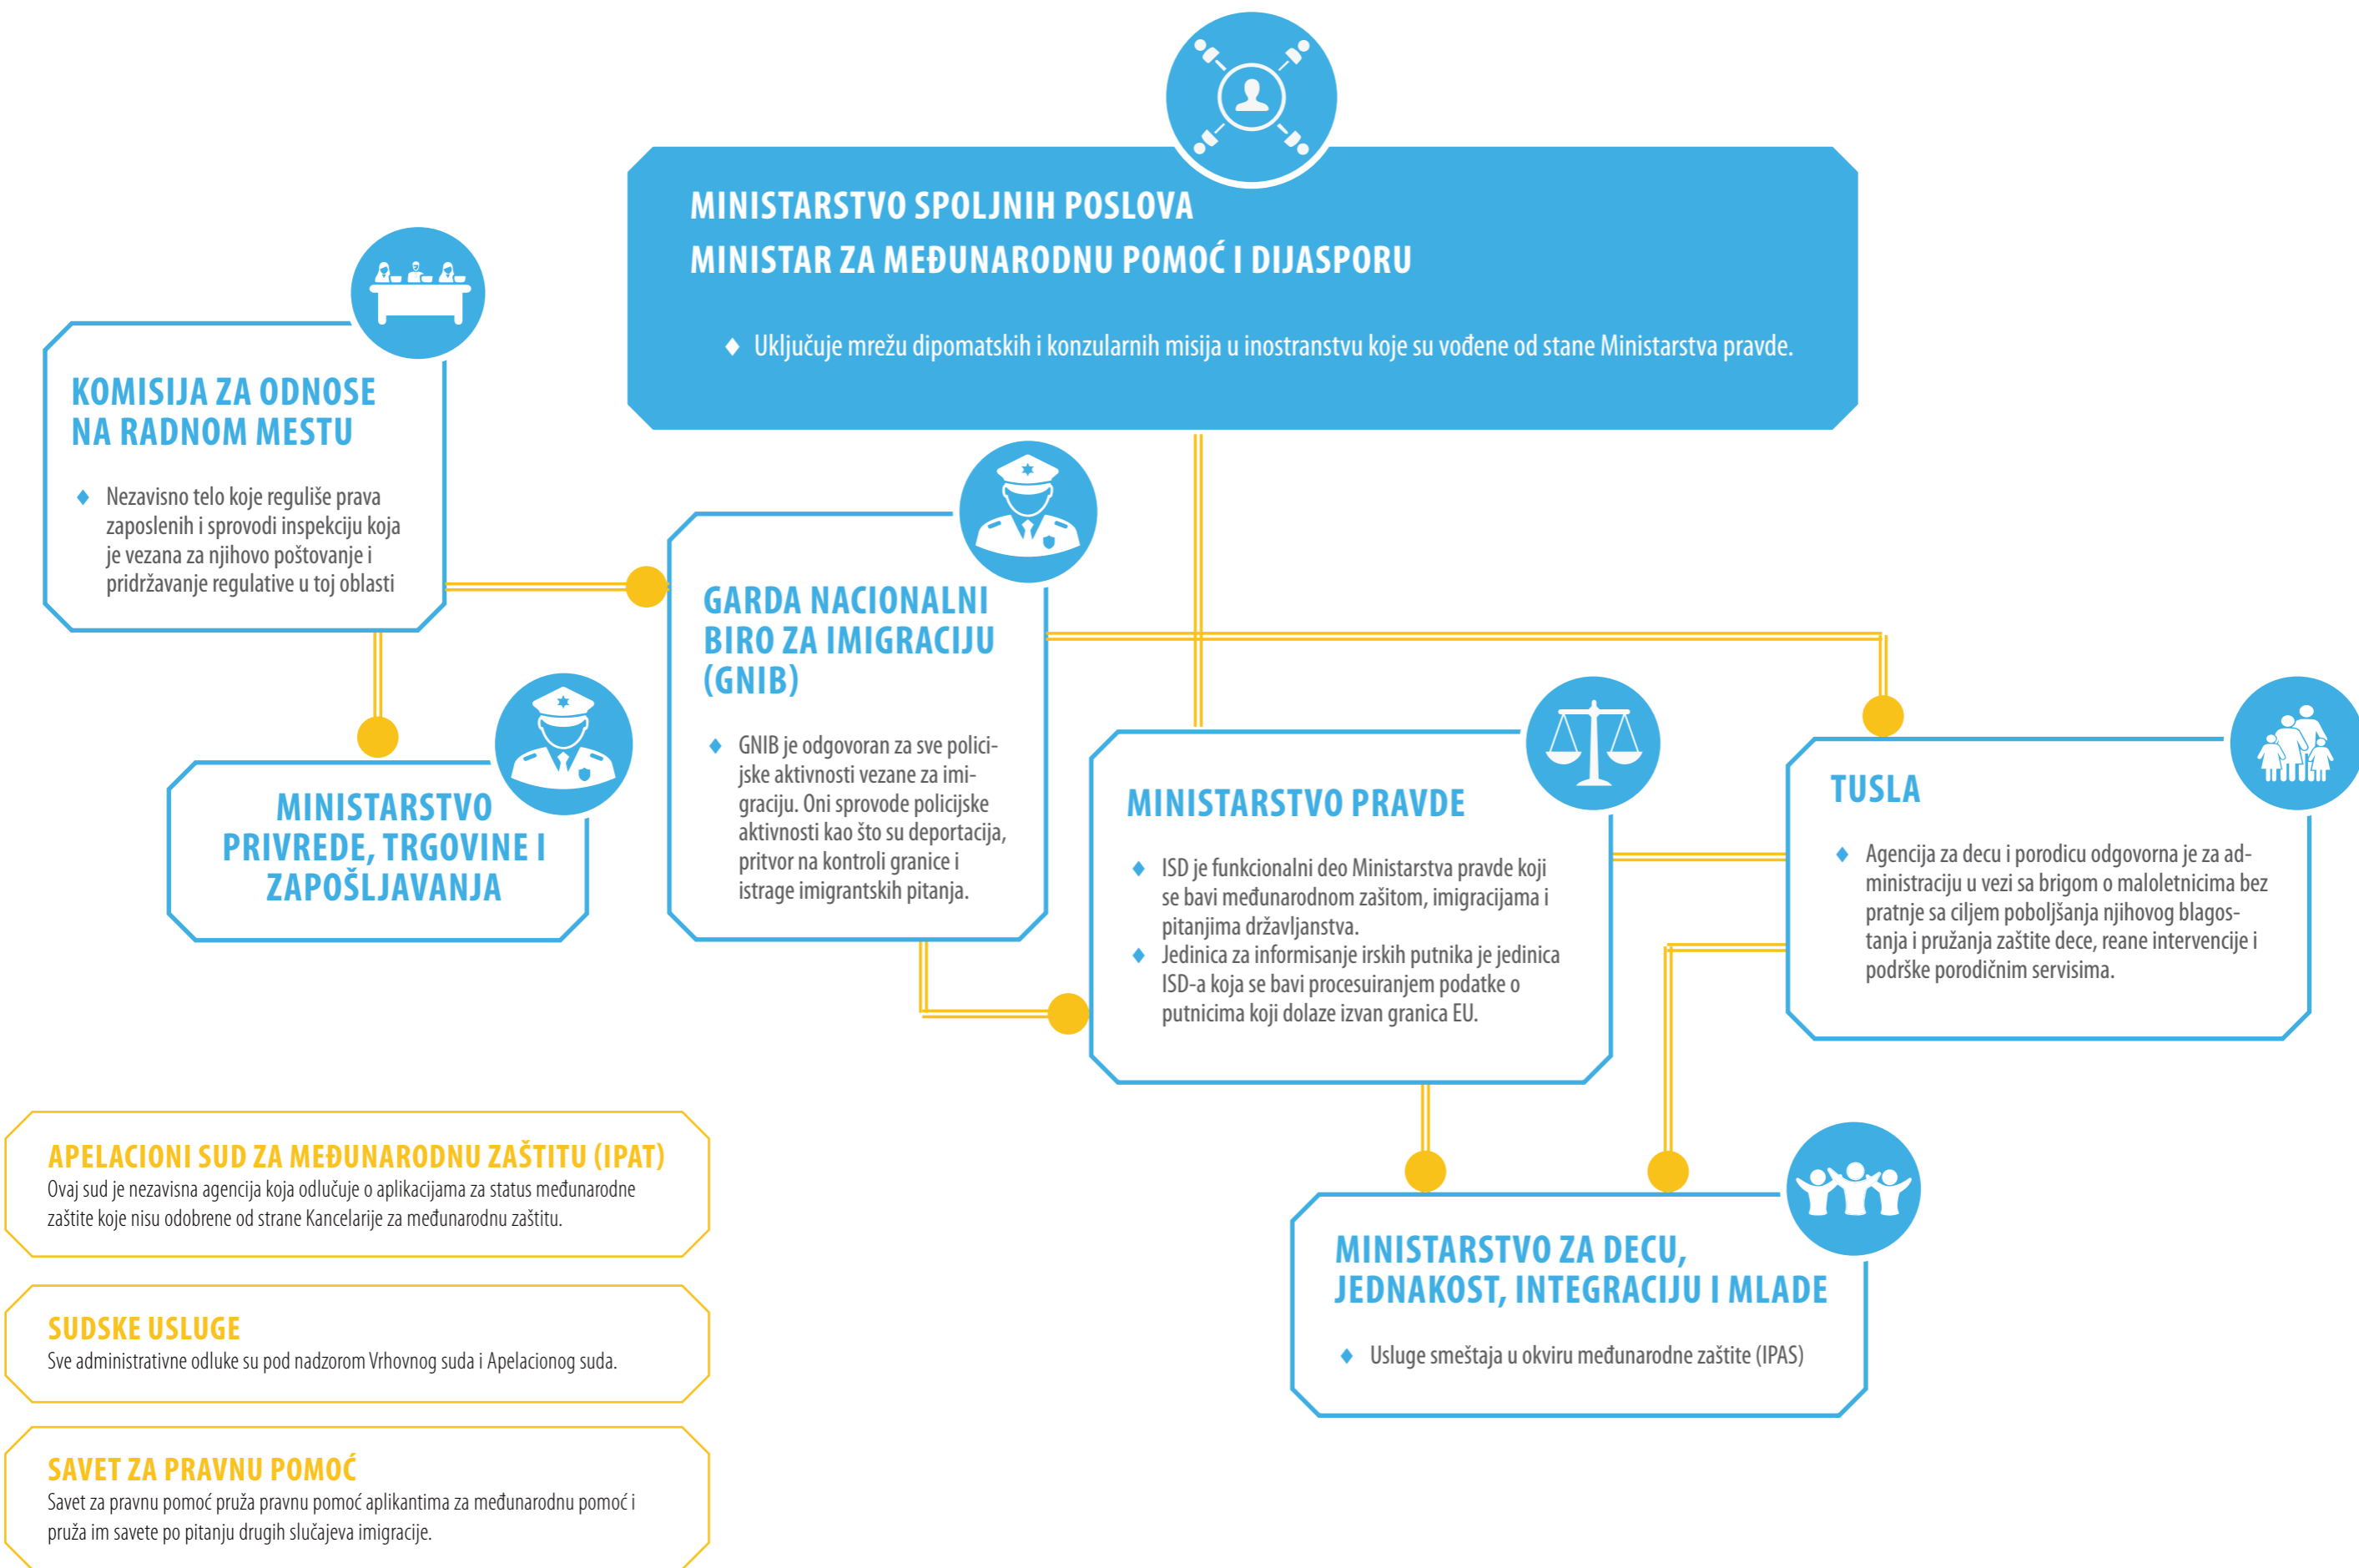 MINISTARSTVO SPOLJNIH POSLOVA
MINISTAR ZA MEĐUNARODNU POMOĆ I DIJASPORU
♦ Uključuje mrežu dipomatskih i konzularnih misija u inostranstvu koje su vođene od stane Ministarstva pravde.
KOMISIJA ZA ODNOSE
NA RADNOM MESTU
♦ Nezavisno telo koje reguliše prava
zaposlenih i sprovodi inspekciju koja
je vezana za njihovo poštovanje i
pridržavanje regulative u toj oblasti
GARDA NACIONALNI
BIRO ZA IMIGRACIJU
(GNIB)
♦ GNIB je odgovoran za sve polici-
jske aktivnosti vezane za imi-
graciju. Oni sprovode policijske
aktivnosti kao što su deportacija,
pritvor na kontroli granice i
istrage imigrantskih pitanja.
MINISTARSTVO
PRIVREDE, TRGOVINE I
ZAPOŠLJAVANJA
MINISTARSTVO PRAVDE
♦ ISD je funkcionalni deo Ministarstva pravde koji
se bavi međunarodnom zašitom, imigracijama i
pitanjima državljanstva.
♦ Jedinica za informisanje irskih putnika je jedinica
ISD-a koja se bavi procesuiranjem podatke o
putnicima koji dolaze izvan granica EU.
TUSLA
♦ Agencija za decu i porodicu odgovorna je za ad-
ministraciju u vezi sa brigom o maloletnicima bez
pratnje sa ciljem poboljšanja njihovog blagos-
tanja i pružanja zaštite dece, reane intervencije i
podrške porodičnim servisima.
APELACIONI SUD ZA MEĐUNARODNU ZAŠTITU (IPAT)
Ovaj sud je nezavisna agencija koja odlučuje o aplikacijama za status međunarodne
zaštite koje nisu odobrene od strane Kancelarije za međunarodnu zaštitu.
SUDSKE USLUGE
Sve administrativne odluke su pod nadzorom Vrhovnog suda i Apelacionog suda.
SAVET ZA PRAVNU POMOĆ
Savet za pravnu pomoć pruža pravnu pomoć aplikantima za međunarodnu pomoć i
pruža im savete po pitanju drugih slučajeva imigracije.
MINISTARSTVO ZA DECU,
JEDNAKOST, INTEGRACIJU I MLADE
♦ Usluge smeštaja u okviru međunarodne zaštite (IPAS)